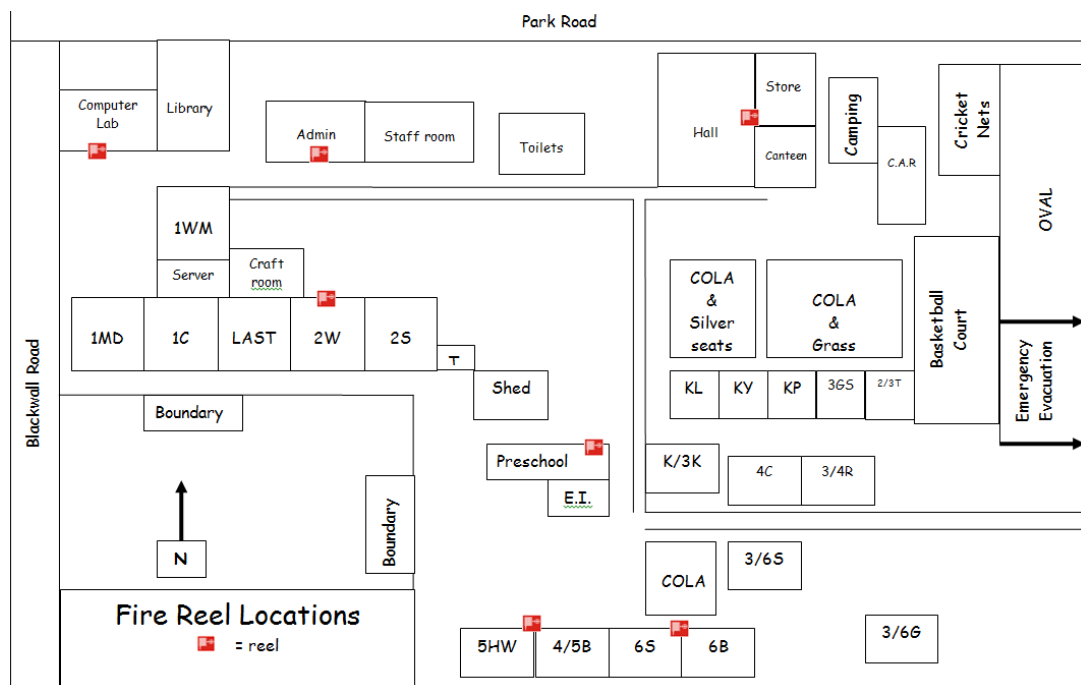 Park Road
Blackwall Road
Computer
Lab
Library
Admin
Staff room
Toilets
Hall
Store
Canteen
Camping
C.A.R
Cricket
Nets
OVAL
1WM
Server
Craft
room
1MD
1C
LAST
2W
2S
T
Shed
COLA
&
Silver
seats
COLA
&
Grass
Basketball
Court
Emergency
Evacuation
KL
KY
KP
3GS
2/3T
Boundary
Preschool
E.I.
K/3K
4C
3/4R
Boundary
N
COLA
3/6S
Fire Reel Locations
= reel
5HW
4/5B
6S
6B
3/6G